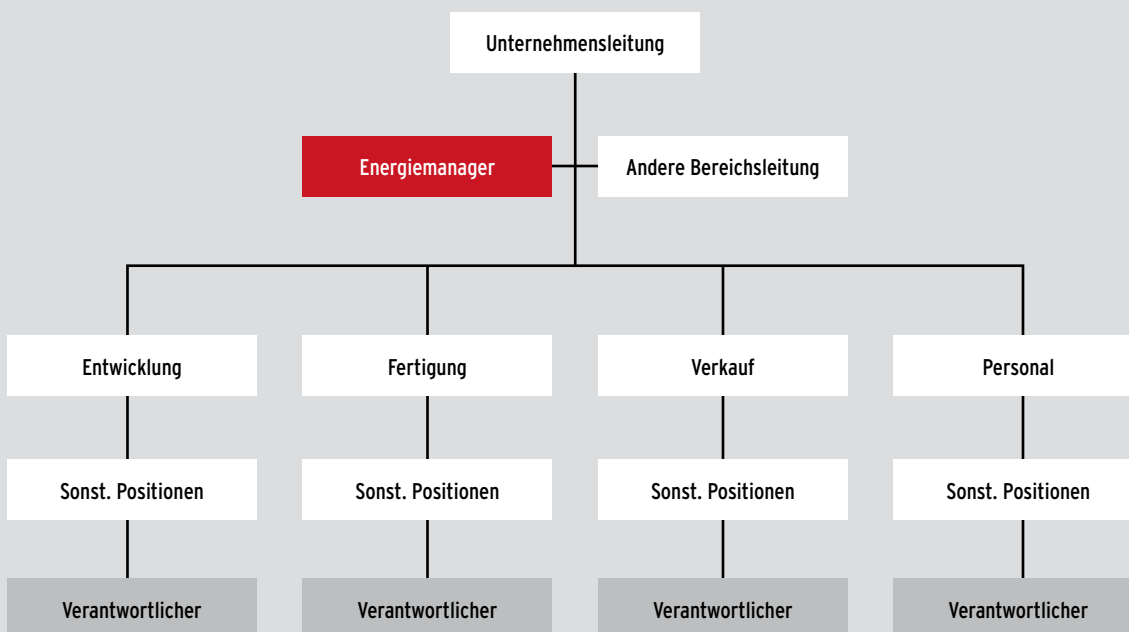 Unternehmensleitung
Energiemanager
Andere Bereichsleitung
Entwicklung
Fertigung
Verkauf
Personal
Sonst. Positionen
Sonst. Positionen
Sonst. Positionen
Sonst. Positionen
Verantwortlicher
Verantwortlicher
Verantwortlicher
Verantwortlicher